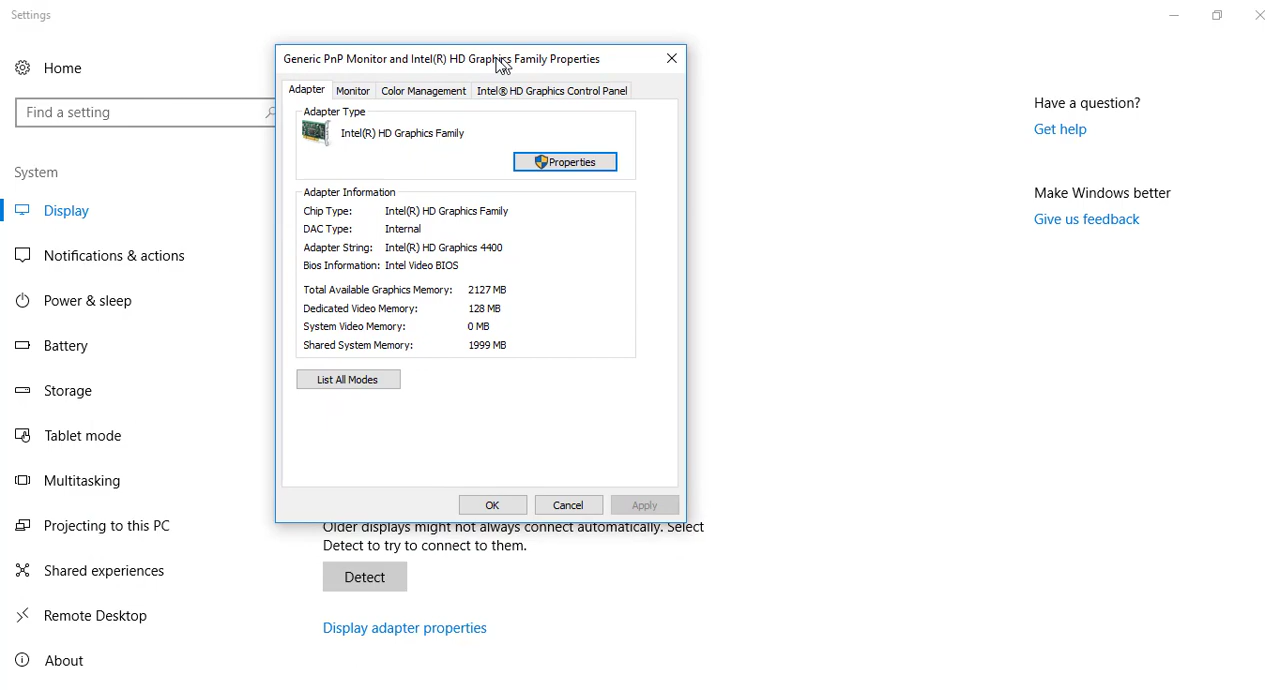 Settings
Home
Find a setting
System
Display
Notifications & actions
Power & sleep
Battery
Storage
Tablet mode
Multitasking
Projecting to this PC
Shared experiences
Remote Desktop
About
Generic PnP Monitor and Intel(R) HD Graphics Family Properties
Adapter Monitor Color Management Intel® HD Graphics Control Panel
Adapter Type
Intel(R) HD Graphics Family
Properties
Adapter Information
Chip Type: Intel(R) HD Graphics Family
DAC Type: Internal
Adapter String: Intel(R) HD Graphics 4400
Bios Information: Intel Video BIOS
Total Available Graphics Memory: 2127 MB
Dedicated Video Memory: 128 MB
System Video Memory: 0 MB
Shared System Memory: 1999 MB
List All Modes
OK Cancel Apply
Older displays might not always connect automatically. Select
Detect to try to connect to them.
Detect
Display adapter properties
Have a question?
Get help
Make Windows better
Give us feedback